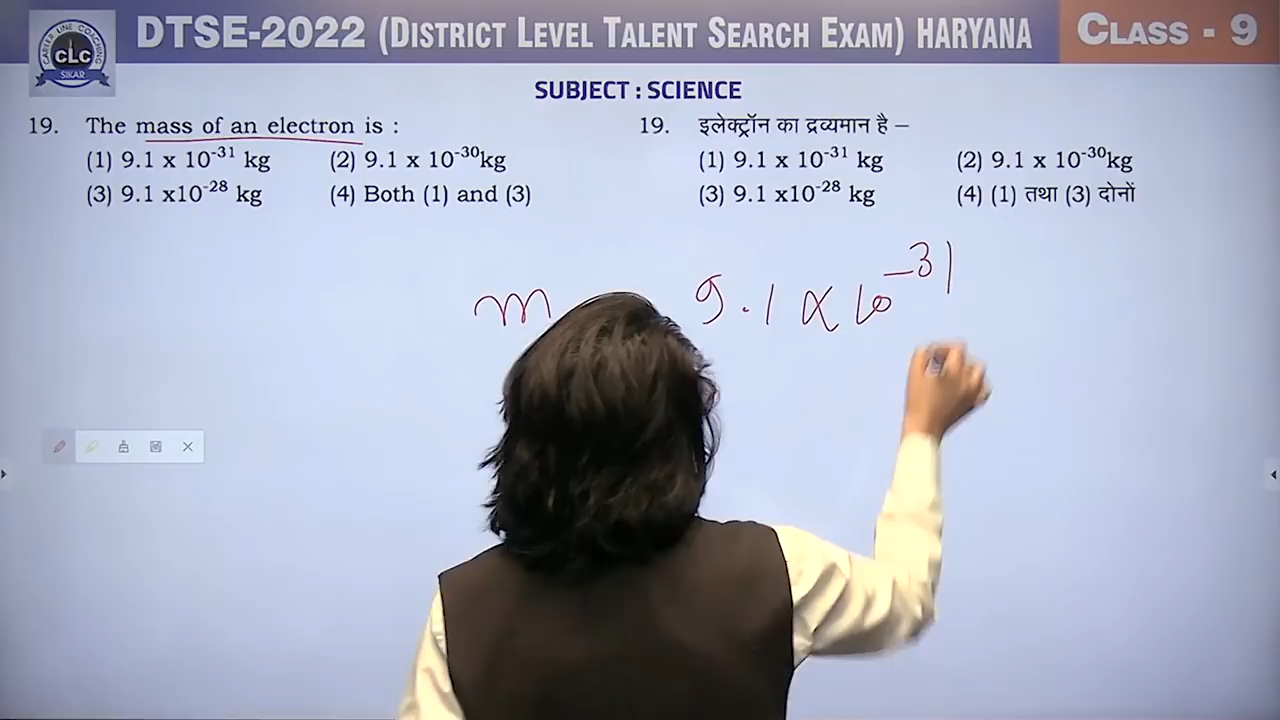 DTSE-2022 (DISTRICT LEVEL TALENT SEARCH EXAM) HARYANA
CLASS - 9
CAREER LINE COACHING
CLC
SIKAR
SUBJECT : SCIENCE
19. The mass of an electron is :
(1) 9.1 x 10⁻³¹ kg (2) 9.1 x 10⁻³⁰kg
(3) 9.1 x10⁻²⁸ kg (4) Both (1) and (3)
19. इलेक्ट्रॉन का द्रव्यमान है –
(1) 9.1 x 10⁻³¹ kg (2) 9.1 x 10⁻³⁰kg
(3) 9.1 x10⁻²⁸ kg (4) (1) तथा (3) दोनों
m 9.1 x 10⁻³¹